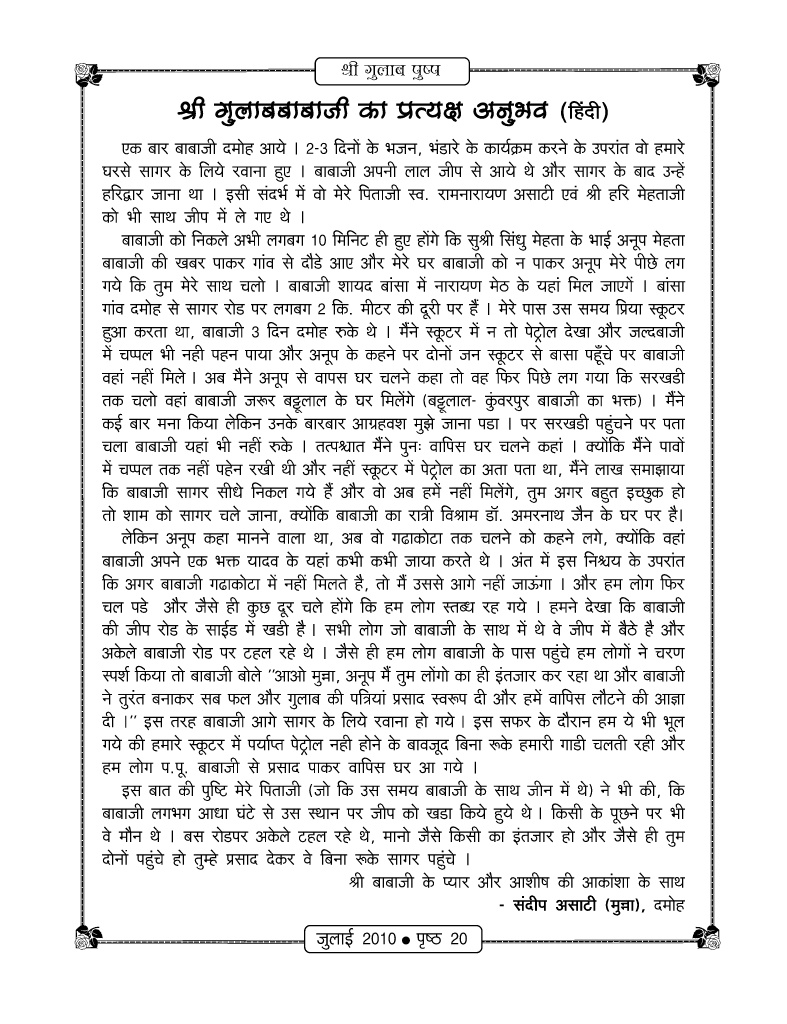 श्री गुलाब पुष्प
श्री गुलाबबाबाजी का प्रत्यक्ष अनुभव (हिंदी)
एक बार बाबाजी दमोह आये । 2-3 दिनों के भजन, भंडारे के कार्यक्रम करने के उपरांत वो हमारे
घरसे सागर के लिये रवाना हुए । बाबाजी अपनी लाल जीप से आये थे और सागर के बाद उन्हें
हरिद्वार जाना था । इसी संदर्भ में वो मेरे पिताजी स्व. रामनारायण असाटी एवं श्री हरि मेहताजी
को भी साथ जीप में ले गए थे ।
बाबाजी को निकले अभी लगबग 10 मिनिट ही हुए होंगे कि सुश्री सिंधु मेहता के भाई अनूप मेहता
बाबाजी की खबर पाकर गांव से दौडे आए और मेरे घर बाबाजी को न पाकर अनूप मेरे पीछे लग
गये कि तुम मेरे साथ चलो । बाबाजी शायद बांसा में नारायण मेठ के यहां मिल जाएगें । बांसा
गांव दमोह से सागर रोड पर लगबग 2 कि. मीटर की दूरी पर हैं । मेरे पास उस समय प्रिया स्कूटर
हुआ करता था, बाबाजी 3 दिन दमोह रुके थे । मैंने स्कूटर में न तो पेट्रोल देखा और जल्दबाजी
में चप्पल भी नही पहन पाया और अनूप के कहने पर दोनों जन स्कूटर से बासा पहूँचे पर बाबाजी
वहां नहीं मिले । अब मैने अनूप से वापस घर चलने कहा तो वह फिर पिछे लग गया कि सरखडी
तक चलो वहां बाबाजी जरूर बट्टूलाल के घर मिलेंगे (बट्टूलाल- कुंवरपुर बाबाजी का भक्त) । मैंने
कई बार मना किया लेकिन उनके बारबार आग्रहवश मुझे जाना पडा । पर सरखडी पहुंचने पर पता
चला बाबाजी यहां भी नहीं रुके । तत्पश्चात मैंने पुनः वापिस घर चलने कहां । क्योंकि मैंने पावों
में चप्पल तक नहीं पहेन रखी थी और नहीं स्कूटर में पेट्रोल का अता पता था, मैंने लाख समाझाया
कि बाबाजी सागर सीधे निकल गये हैं और वो अब हमें नहीं मिलेंगे, तुम अगर बहुत इच्छुक हो
तो शाम को सागर चले जाना, क्योंकि बाबाजी का रात्री विश्राम डॉ. अमरनाथ जैन के घर पर है।
लेकिन अनूप कहा मानने वाला था, अब वो गढाकोटा तक चलने को कहने लगे, क्योंकि वहां
बाबाजी अपने एक भक्त यादव के यहां कभी कभी जाया करते थे । अंत में इस निश्चय के उपरांत
कि अगर बाबाजी गढाकोटा में नहीं मिलते है, तो मैं उससे आगे नहीं जाऊंगा । और हम लोग फिर
चल पडे और जैसे ही कुछ दूर चले होंगे कि हम लोग स्तब्ध रह गये । हमने देखा कि बाबाजी
की जीप रोड के साईड में खडी है। सभी लोग जो बाबाजी के साथ में थे वे जीप में बैठे है और
अकेले बाबाजी रोड पर टहल रहे थे । जैसे ही हम लोग बाबाजी के पास पहुंचे हम लोगों ने चरण
स्पर्श किया तो बाबाजी बोले "आओ मुन्ना, अनूप मैं तुम लोंगो का ही इंतजार कर रहा था और बाबाजी
ने तुरंत बनाकर सब फल और गुलाब की पत्रियां प्रसाद स्वरूप दी और हमें वापिस लौटने की आज्ञा
दी ।" इस तरह बाबाजी आगे सागर के लिये रवाना हो गये । इस सफर के दौरान हम ये भी भूल
गये की हमारे स्कूटर में पर्याप्त पेट्रोल नही होने के बावजूद बिना रूके हमारी गाडी चलती रही और
हम लोग प.पू. बाबाजी से प्रसाद पाकर वापिस घर आ गये ।
इस बात की पुष्टि मेरे पिताजी (जो कि उस समय बाबाजी के साथ जीन में थे) ने भी की, कि
बाबाजी लगभग आधा घंटे से उस स्थान पर जीप को खडा किये हुये थे । किसी के पूछने पर भी
वे मौन थे । बस रोडपर अकेले टहल रहे थे, मानो जैसे किसी का इंतजार हो और जैसे ही तुम
दोनों पहुंचे हो तुम्हे प्रसाद देकर वे बिना रूके सागर पहुंचे ।
श्री बाबाजी के प्यार और आशीष की आकांशा के साथ
- संदीप असाटी (मुन्ना), दमोह
जुलाई 2010 ● पृष्ठ 20